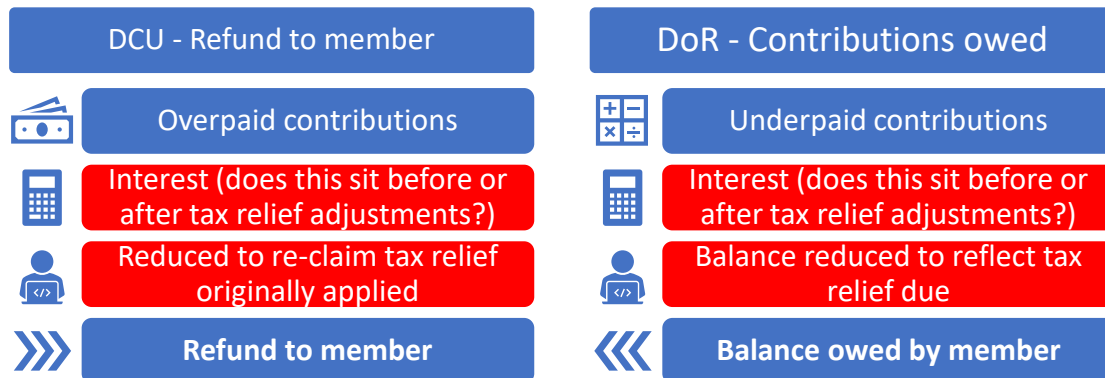 DCU - Refund to member
Overpaid contributions
Interest (does this sit before or
after tax relief adjustments?)
Reduced to re-claim tax relief
originally applied
Refund to member
DoR - Contributions owed
Underpaid contributions
Interest (does this sit before or
after tax relief adjustments?)
Balance reduced to reflect tax
relief due
Balance owed by member